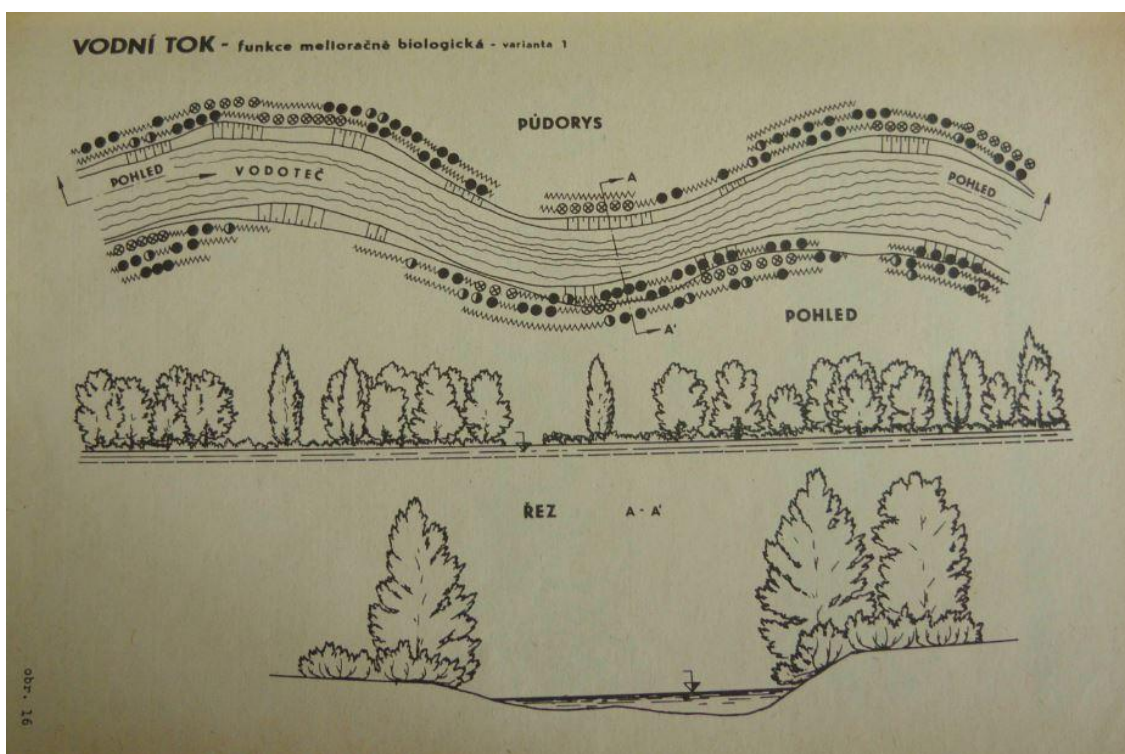 VODNÍ TOK - funkce melioračně biologická - varianta 1
PŮDORYS
POHLED
VODOTEČ
A
POHLED
A'
POHLED
ŘEZ A - A'
obr. 16